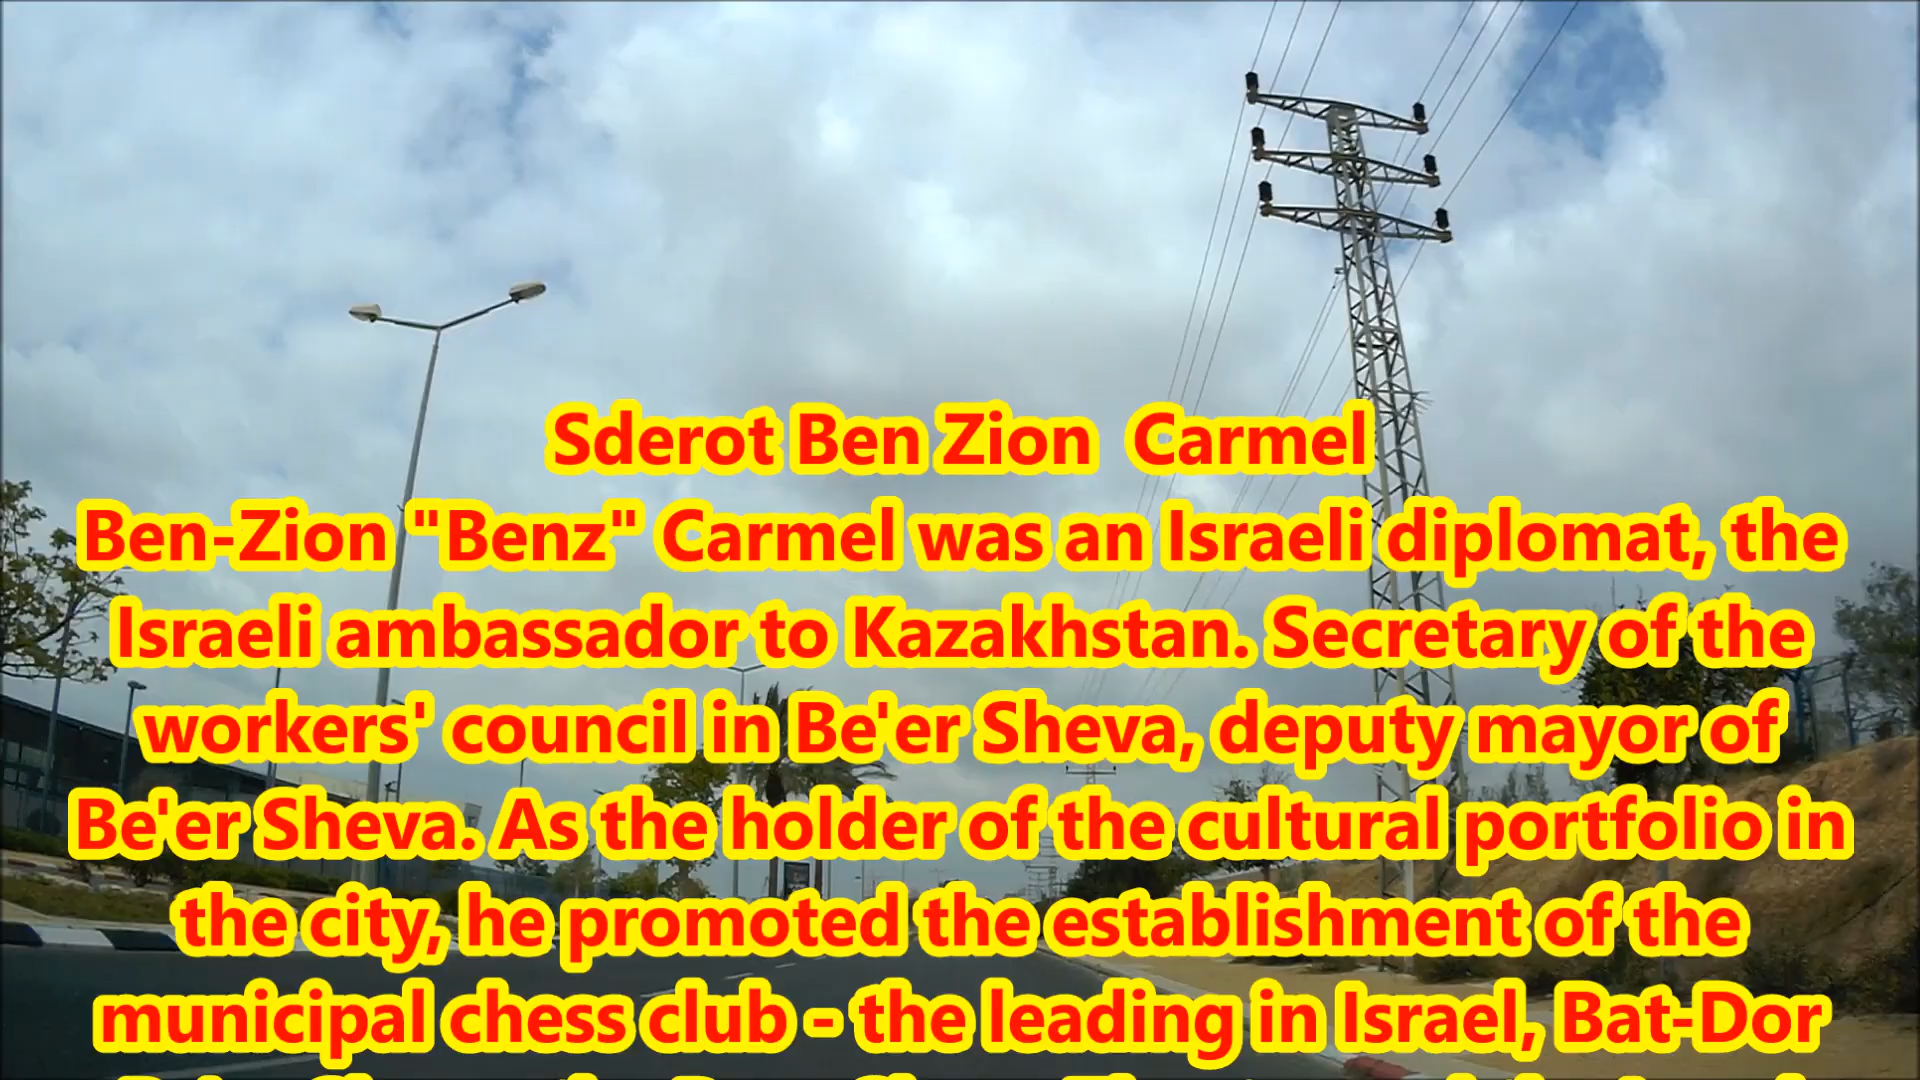 Sderot Ben Zion  Carmel
Ben-Zion "Benz" Carmel was an Israeli diplomat, the
Israeli ambassador to Kazakhstan. Secretary of the
workers' council in Be'er Sheva, deputy mayor of
Be'er Sheva. As the holder of the cultural portfolio in
the city, he promoted the establishment of the
municipal chess club - the leading in Israel, Bat-Dor